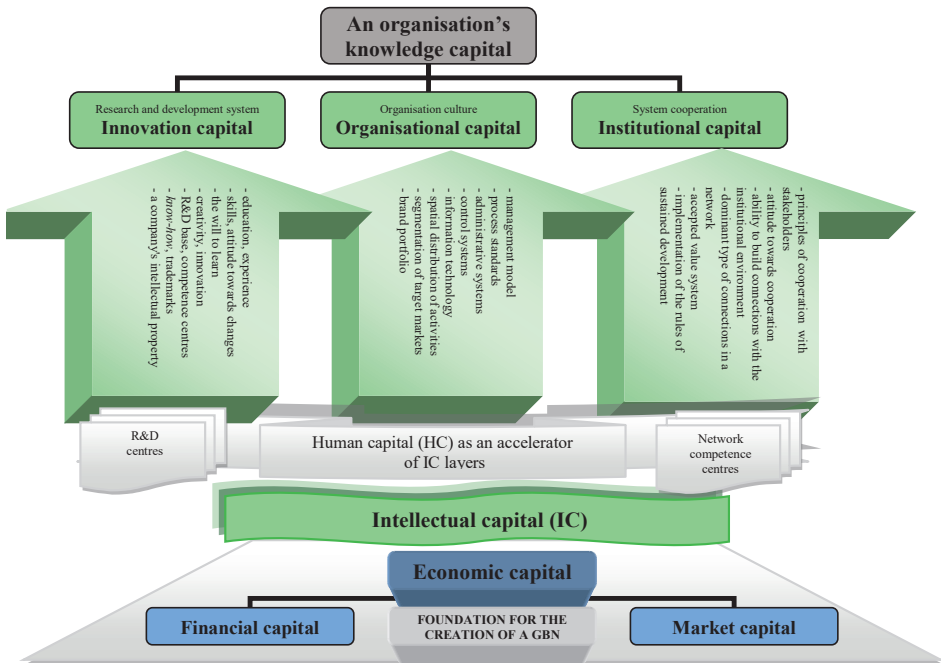 An organisation's
knowledge capital
Research and development system
Innovation capital
Organisation culture
Organisational capital
System cooperation
Institutional capital
- education, experience
- skills, attitude towards changes
- the will to learn
- creativity, innovation
- R&D base, competence centres
- know-how, trademarks
- a company's intellectual property
- management model
- process standards
- administrative systems
- control systems
- information technology
- spatial distribution of activities
- segmentation of target markets
- brand portfolio
- principles of cooperation with
stakeholders
- attitude towards cooperation
- ability to build connections with the
institutional environment
- dominant type of connections in a
network
- accepted value system
- implementation of the rules of
sustained development
R&D
centres
Human capital (HC) as an accelerator
of IC layers
Network
competence
centres
Intellectual capital (IC)
Economic capital
Financial capital
FOUNDATION FOR THE
CREATION OF A GBN
Market capital